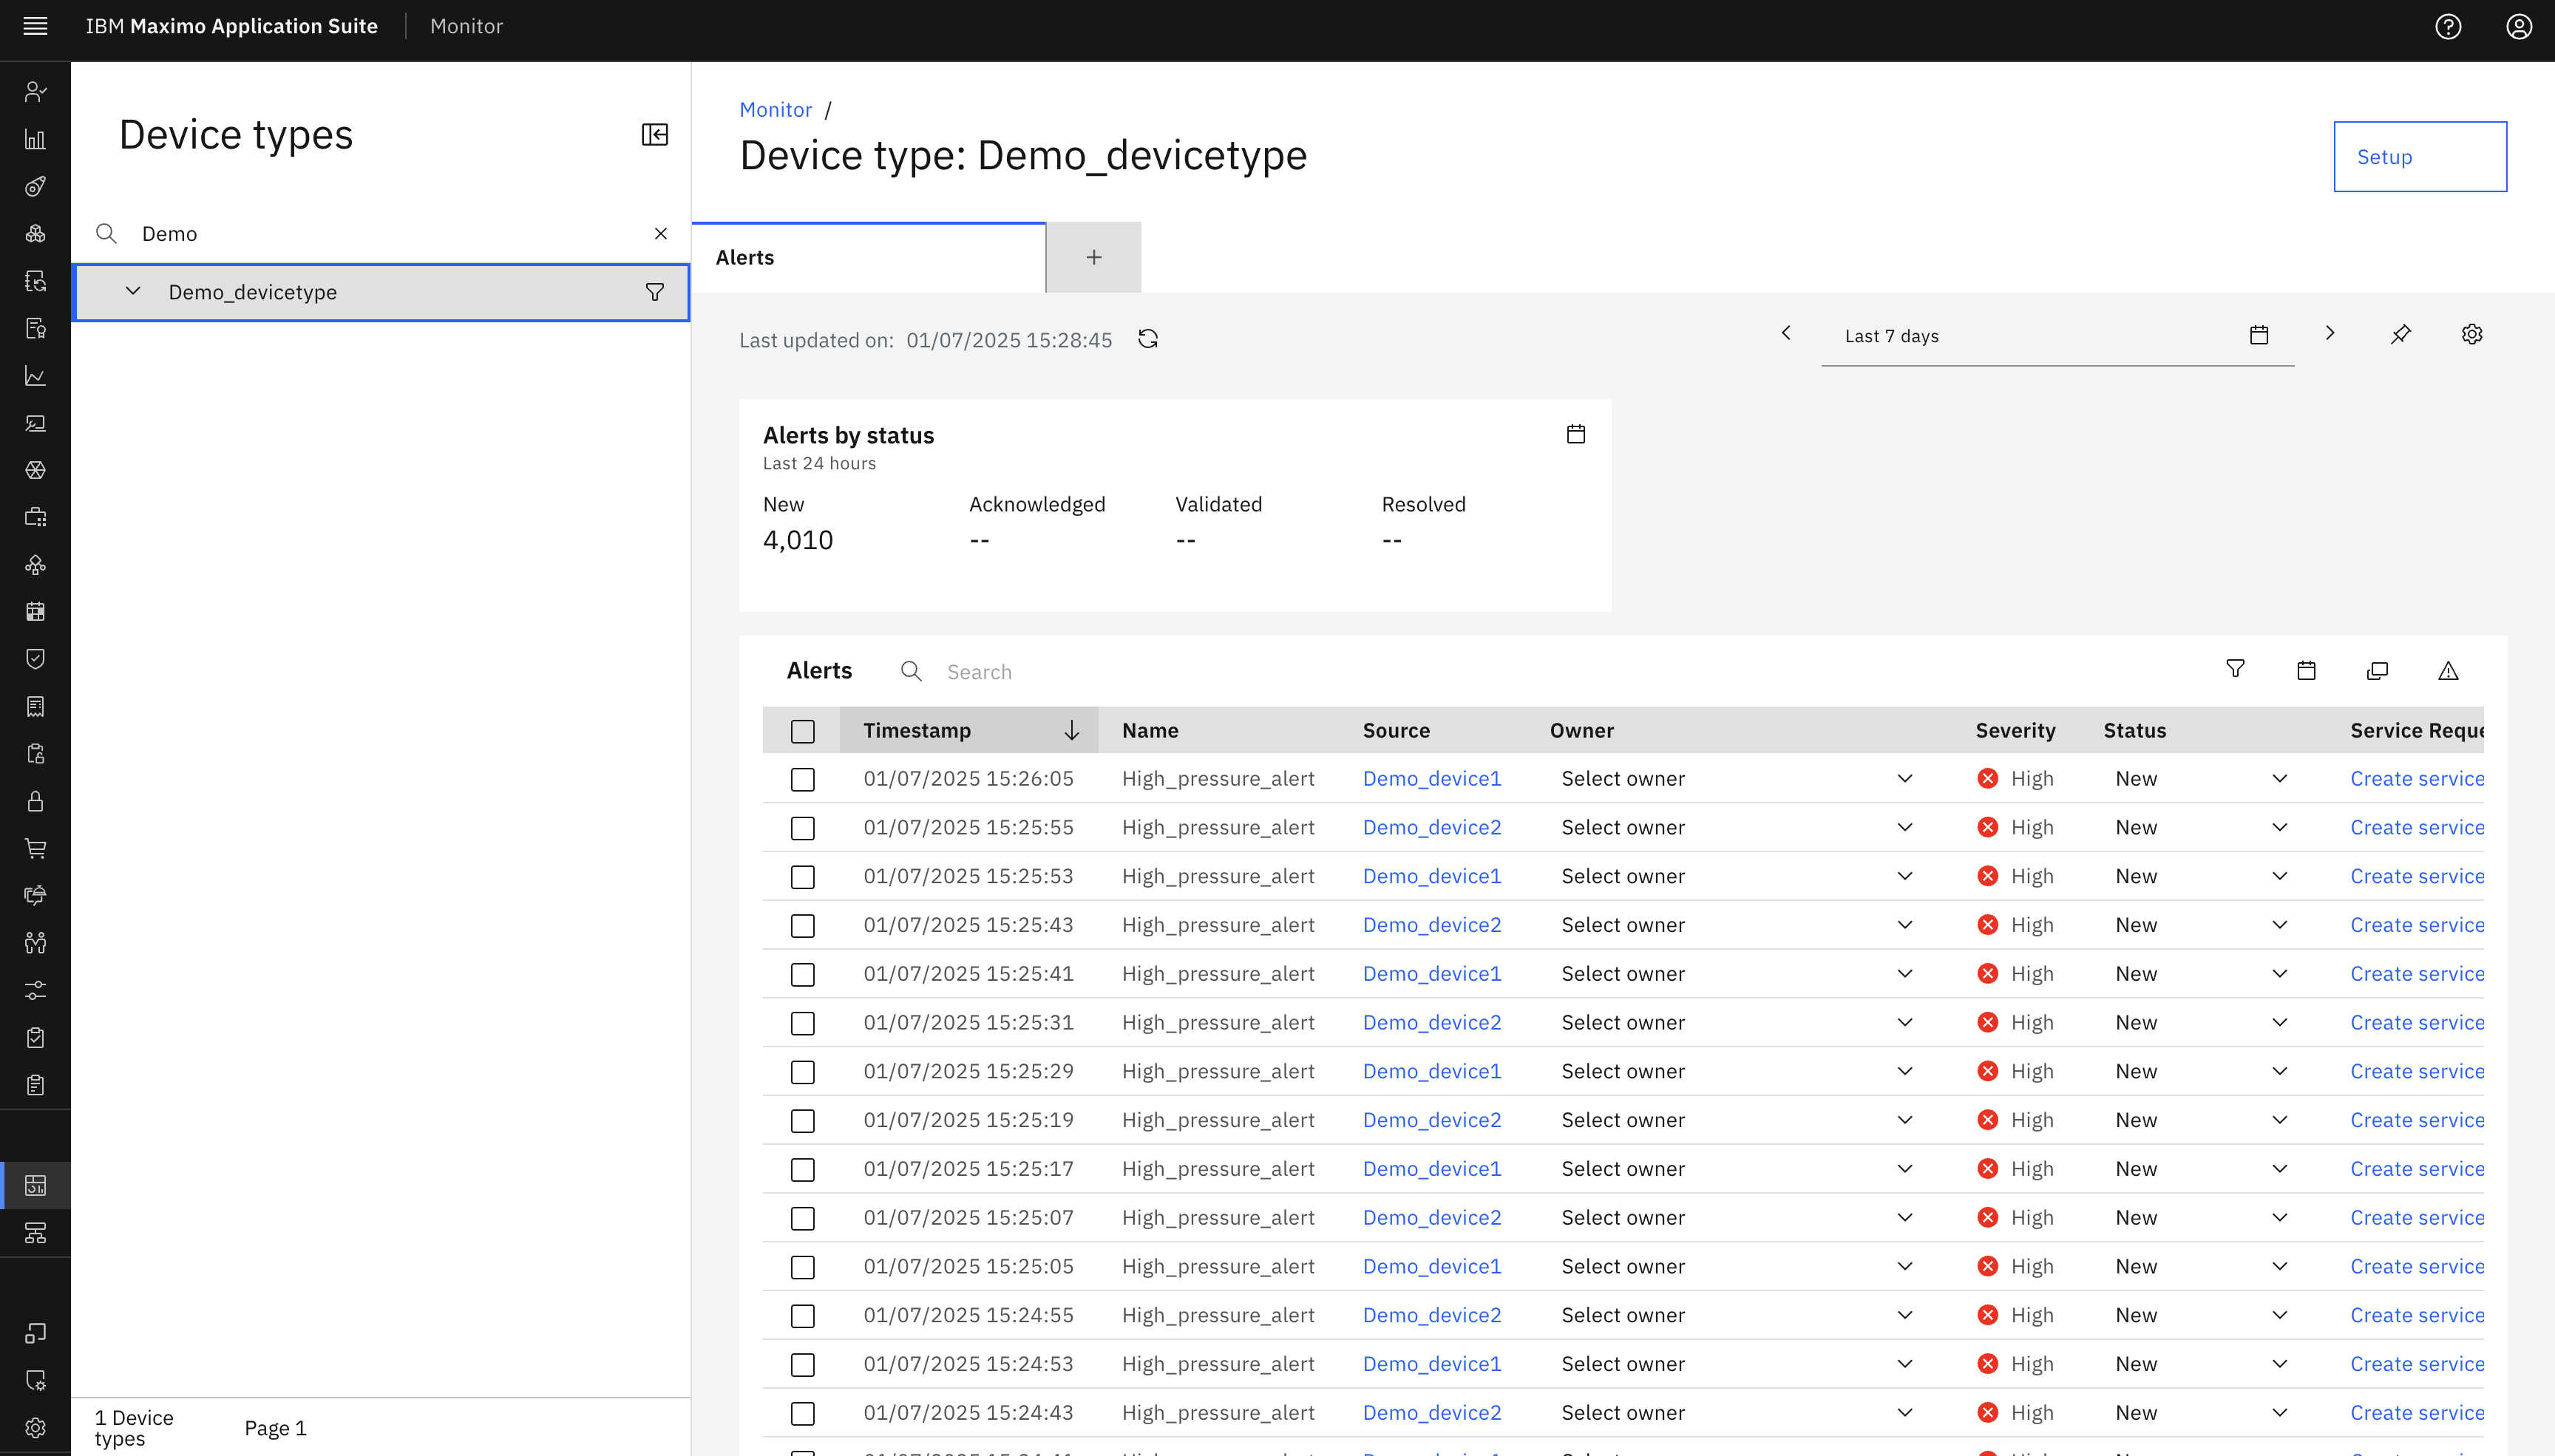 IBM Maximo Application Suite Monitor
Device types
Demo
Demo_devicetype
1 Device types
Page 1
Monitor /
Device type: Demo_devicetype
Setup
Alerts
Last updated on: 01/07/2025 15:28:45
Last 7 days
Alerts by status
Last 24 hours
New Acknowledged Validated Resolved
4,010 -- -- --
Alerts Search
Timestamp Name Source Owner Severity Status Service Reque
01/07/2025 15:26:05 High_pressure_alert Demo_device1 Select owner High New Create service
01/07/2025 15:25:55 High_pressure_alert Demo_device2 Select owner High New Create service
01/07/2025 15:25:53 High_pressure_alert Demo_device1 Select owner High New Create service
01/07/2025 15:25:43 High_pressure_alert Demo_device2 Select owner High New Create service
01/07/2025 15:25:41 High_pressure_alert Demo_device1 Select owner High New Create service
01/07/2025 15:25:31 High_pressure_alert Demo_device2 Select owner High New Create service
01/07/2025 15:25:29 High_pressure_alert Demo_device1 Select owner High New Create service
01/07/2025 15:25:19 High_pressure_alert Demo_device2 Select owner High New Create service
01/07/2025 15:25:17 High_pressure_alert Demo_device1 Select owner High New Create service
01/07/2025 15:25:07 High_pressure_alert Demo_device2 Select owner High New Create service
01/07/2025 15:25:05 High_pressure_alert Demo_device1 Select owner High New Create service
01/07/2025 15:24:55 High_pressure_alert Demo_device2 Select owner High New Create service
01/07/2025 15:24:53 High_pressure_alert Demo_device1 Select owner High New Create service
01/07/2025 15:24:43 High_pressure_alert Demo_device2 Select owner High New Create service